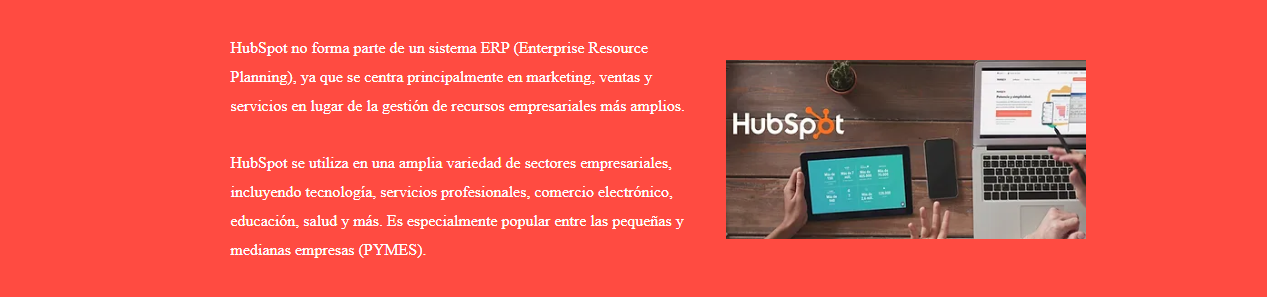 HubSpot no forma parte de un sistema ERP (Enterprise Resource
Planning), ya que se centra principalmente en marketing, ventas y
servicios en lugar de la gestión de recursos empresariales más amplios.
HubSpot se utiliza en una amplia variedad de sectores empresariales,
incluyendo tecnología, servicios profesionales, comercio electrónico,
educación, salud y más. Es especialmente popular entre las pequeñas y
medianas empresas (PYMES).
HubSpot
Potencia y simplicidad.